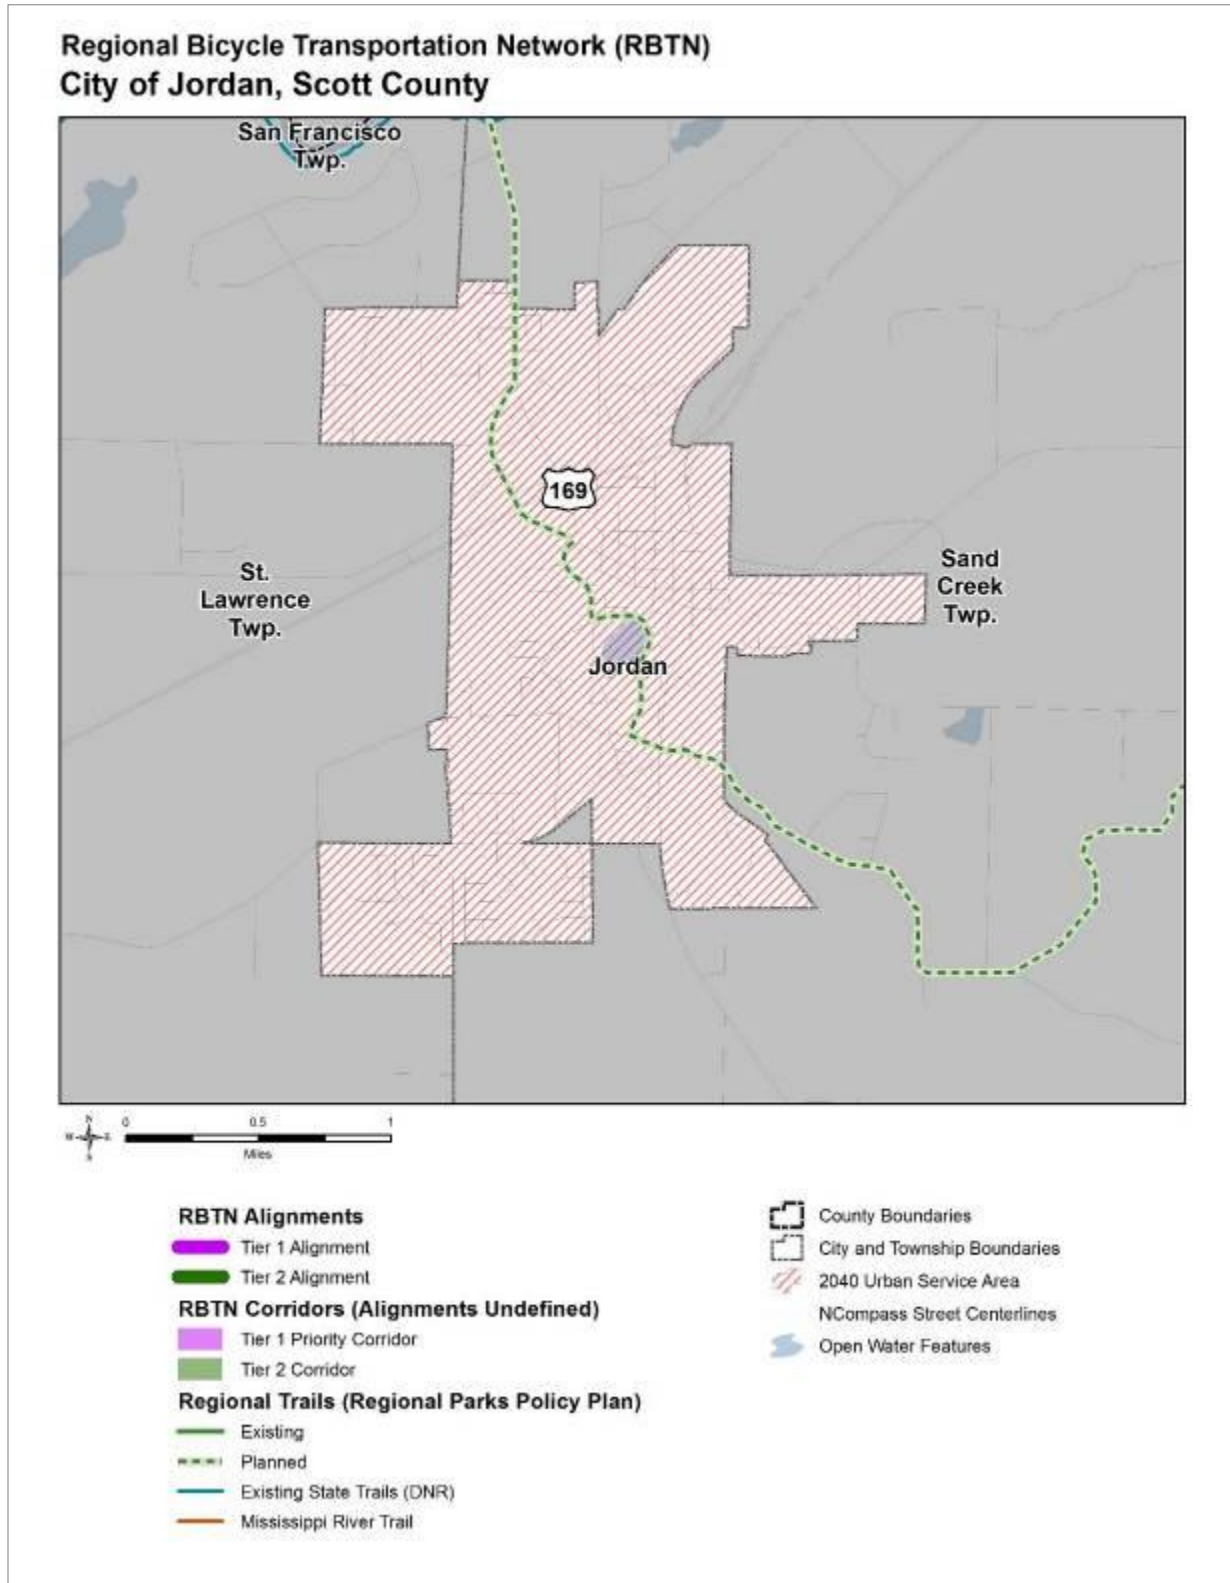 Regional Bicycle Transportation Network (RBTN)
City of Jordan, Scott County
San Francisco
Twp.
169
St.
Lawrence
Twp.
Sand
Creek
Twp.
Jordan
N
W E
S
0 0.5 1
Miles
RBTN Alignments
Tier 1 Alignment
Tier 2 Alignment
RBTN Corridors (Alignments Undefined)
Tier 1 Priority Corridor
Tier 2 Corridor
Regional Trails (Regional Parks Policy Plan)
Existing
Planned
Existing State Trails (DNR)
Mississippi River Trail
County Boundaries
City and Township Boundaries
2040 Urban Service Area
NCompass Street Centerlines
Open Water Features